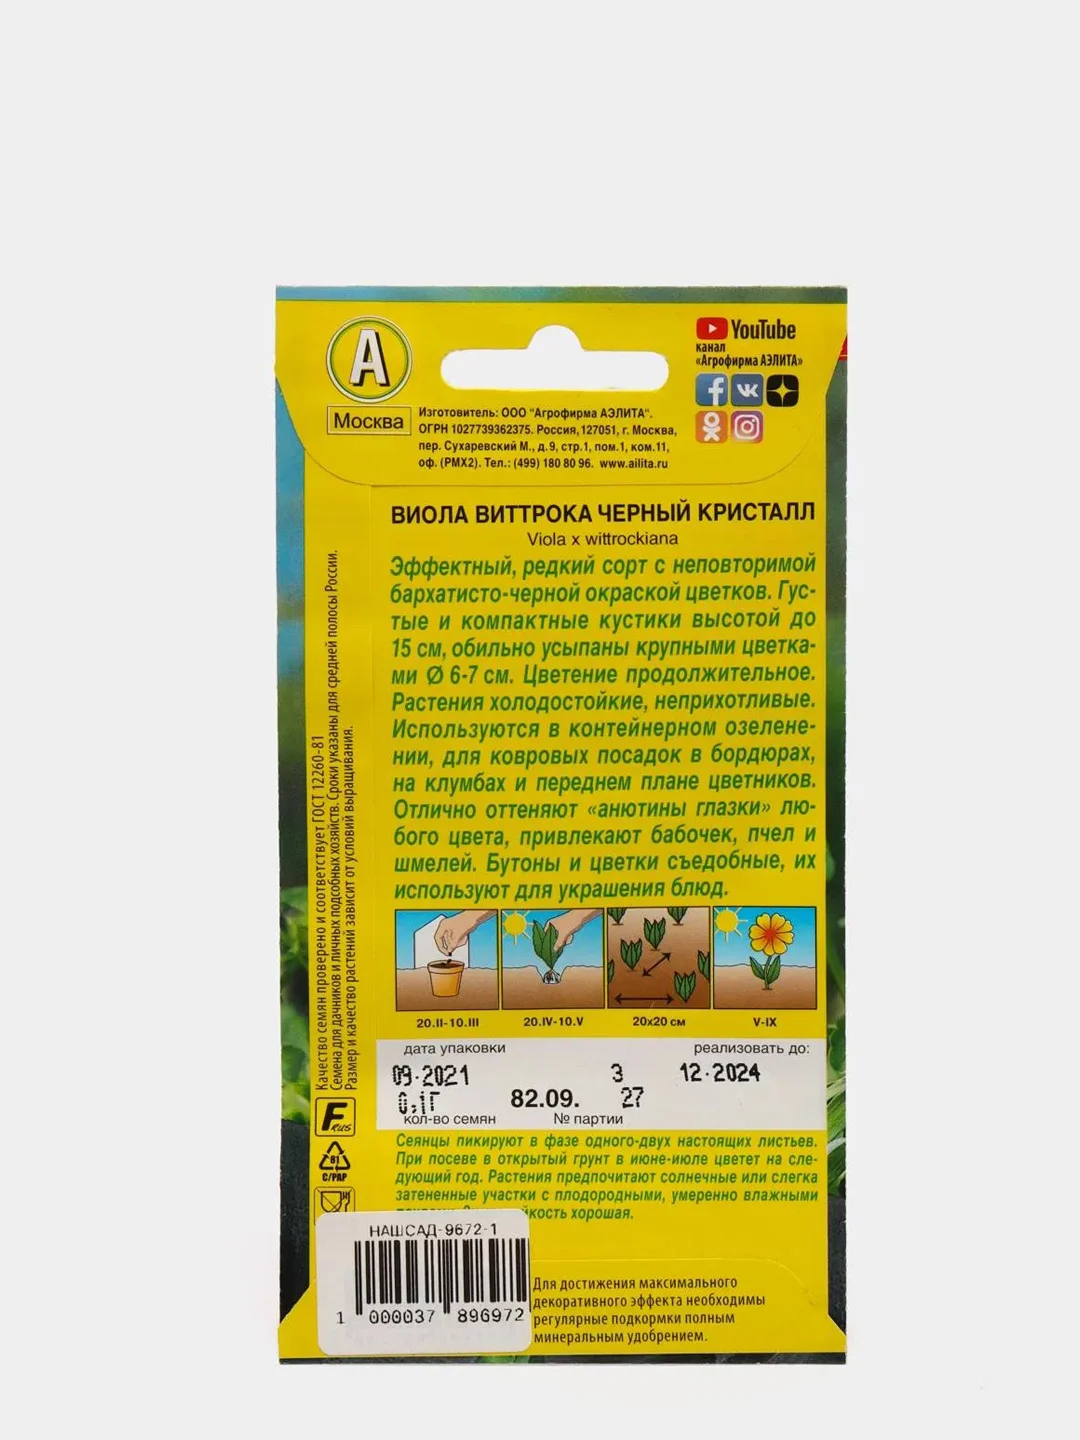 А
Москва
YouTube
канал
«Агрофирма АЭЛИТА»
Изготовитель: ООО "Агрофирма АЭЛИТА".
ОГРН 1027739362375. Россия,127051, г. Москва,
пер. Сухаревский М., д.9, стр.1, пом.1, ком.11,
оф. (РМХ2). Тел.: (499) 180 80 96. www.ailita.ru
ВИОЛА ВИТТРОКА ЧЕРНЫЙ КРИСТАЛЛ
Viola x wittrockiana
Эффектный, редкий сорт с неповторимой
бархатисто-черной окраской цветков. Гус-
тые и компактные кустики высотой до
15 см, обильно усыпаны крупными цветка-
ми Ø 6-7 см. Цветение продолжительное.
Растения холодостойкие, неприхотливые.
Используются в контейнерном озелене-
нии, для ковровых посадок в бордюрах,
на клумбах и переднем плане цветников.
Отлично оттеняют «анютины глазки» лю-
бого цвета, привлекают бабочек, пчел и
шмелей. Бутоны и цветки съедобные, их
используют для украшения блюд.
20.II-10.III
20.IV-10.V
20x20 см
V-IX
дата упаковки
реализовать до:
09.2021
3
12.2024
0,1Г
82.09.
27
кол-во семян
№ партии
Сеянцы пикируют в фазе одного-двух настоящих листьев.
При посеве в открытый грунт в июне-июле цветет на сле-
дующий год. Растения предпочитают солнечные или слегка
затененные участки с плодородными, умеренно влажными
хорошая.
Для достижения максимального
декоративного эффекта необходимы
регулярные подкормки полным
минеральным удобрением.
Качество семян проверено и соответствует ГОСТ 12260-81
Семена для дачников и личных подсобных хозяйств. Сроки указаны для средней полосы России.
Размер и качество растений зависит от условий выращивания.
F RUS
81
C/PAP
НАШСАД-9672-1
1 000037 896972